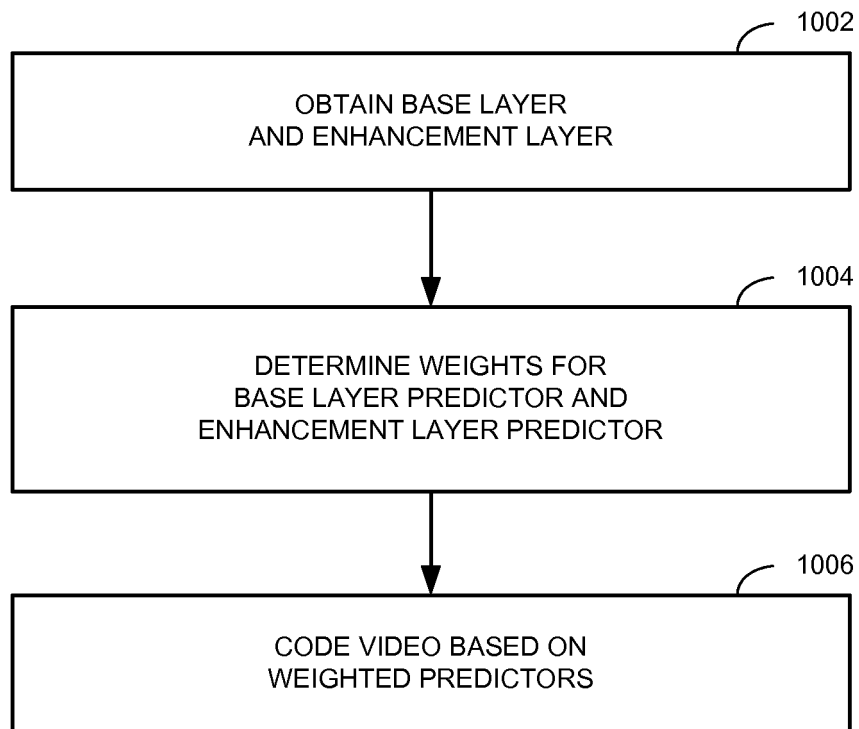 1002
OBTAIN BASE LAYER
AND ENHANCEMENT LAYER
1004
DETERMINE WEIGHTS FOR
BASE LAYER PREDICTOR AND
ENHANCEMENT LAYER PREDICTOR
1006
CODE VIDEO BASED ON
WEIGHTED PREDICTORS